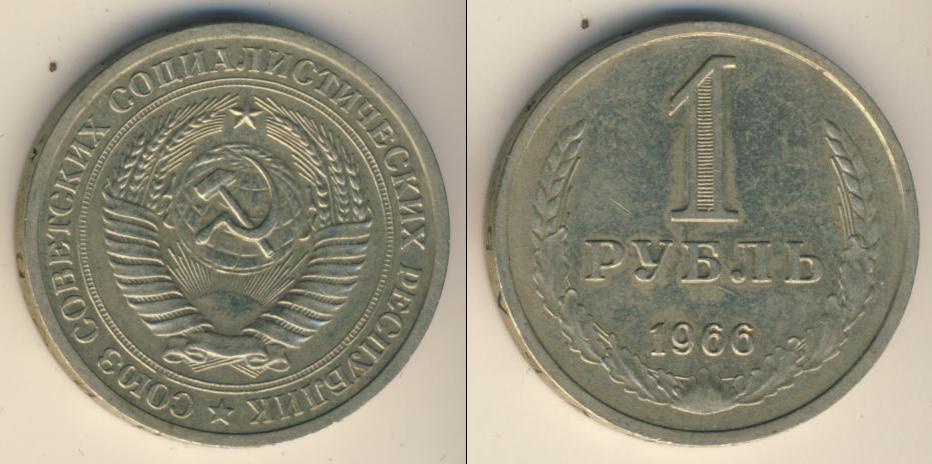 СОЮЗ СОВЕТСКИХ СОЦИАЛИСТИЧЕСКИХ РЕСПУБЛИК
1
РУБЛЬ
1966